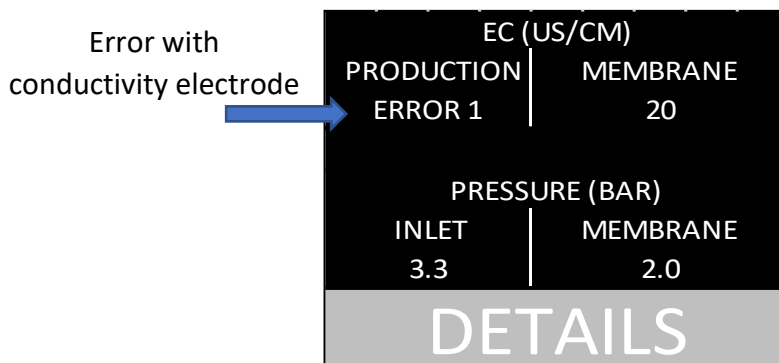 Error with
conductivity electrode
EC (US/CM)
PRODUCTION MEMBRANE
ERROR 1 20
PRESSURE (BAR)
INLET MEMBRANE
3.3 2.0
DETAILS